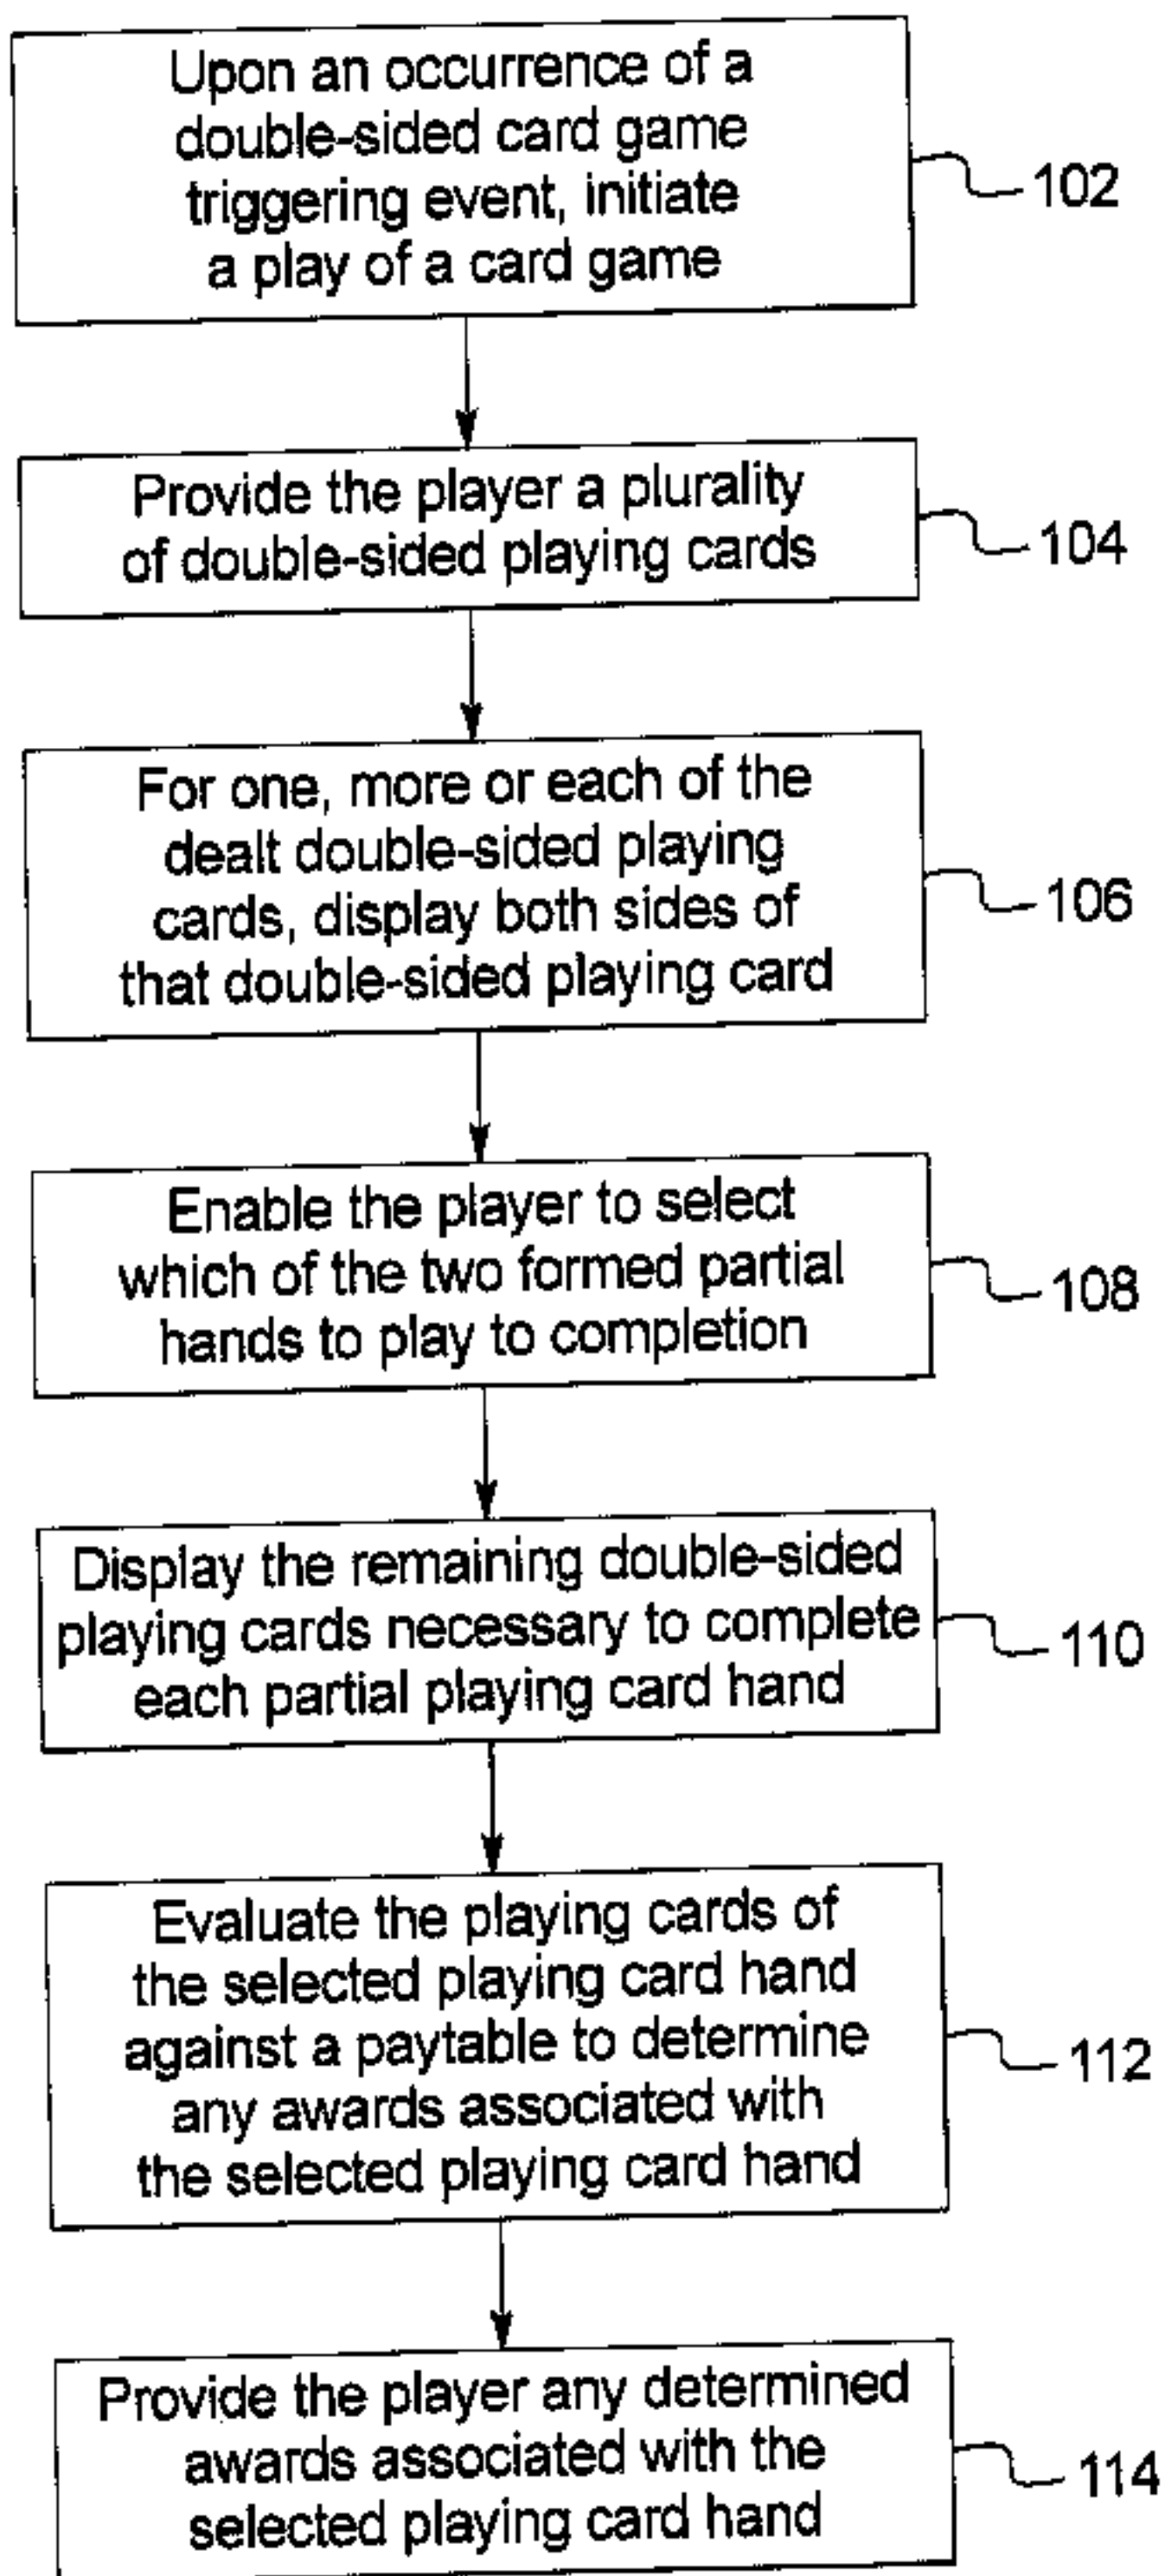 Upon an occurrence of a
double-sided card game
triggering event, initiate
a play of a card game
102
Provide the player a plurality
of double-sided playing cards
104
For one, more or each of the
dealt double-sided playing
cards, display both sides of
that double-sided playing card
106
Enable the player to select
which of the two formed partial
hands to play to completion
108
Display the remaining double-sided
playing cards necessary to complete
each partial playing card hand
110
Evaluate the playing cards of
the selected playing card hand
against a paytable to determine
any awards associated with
the selected playing card hand
112
Provide the player any determined
awards associated with the
selected playing card hand
114